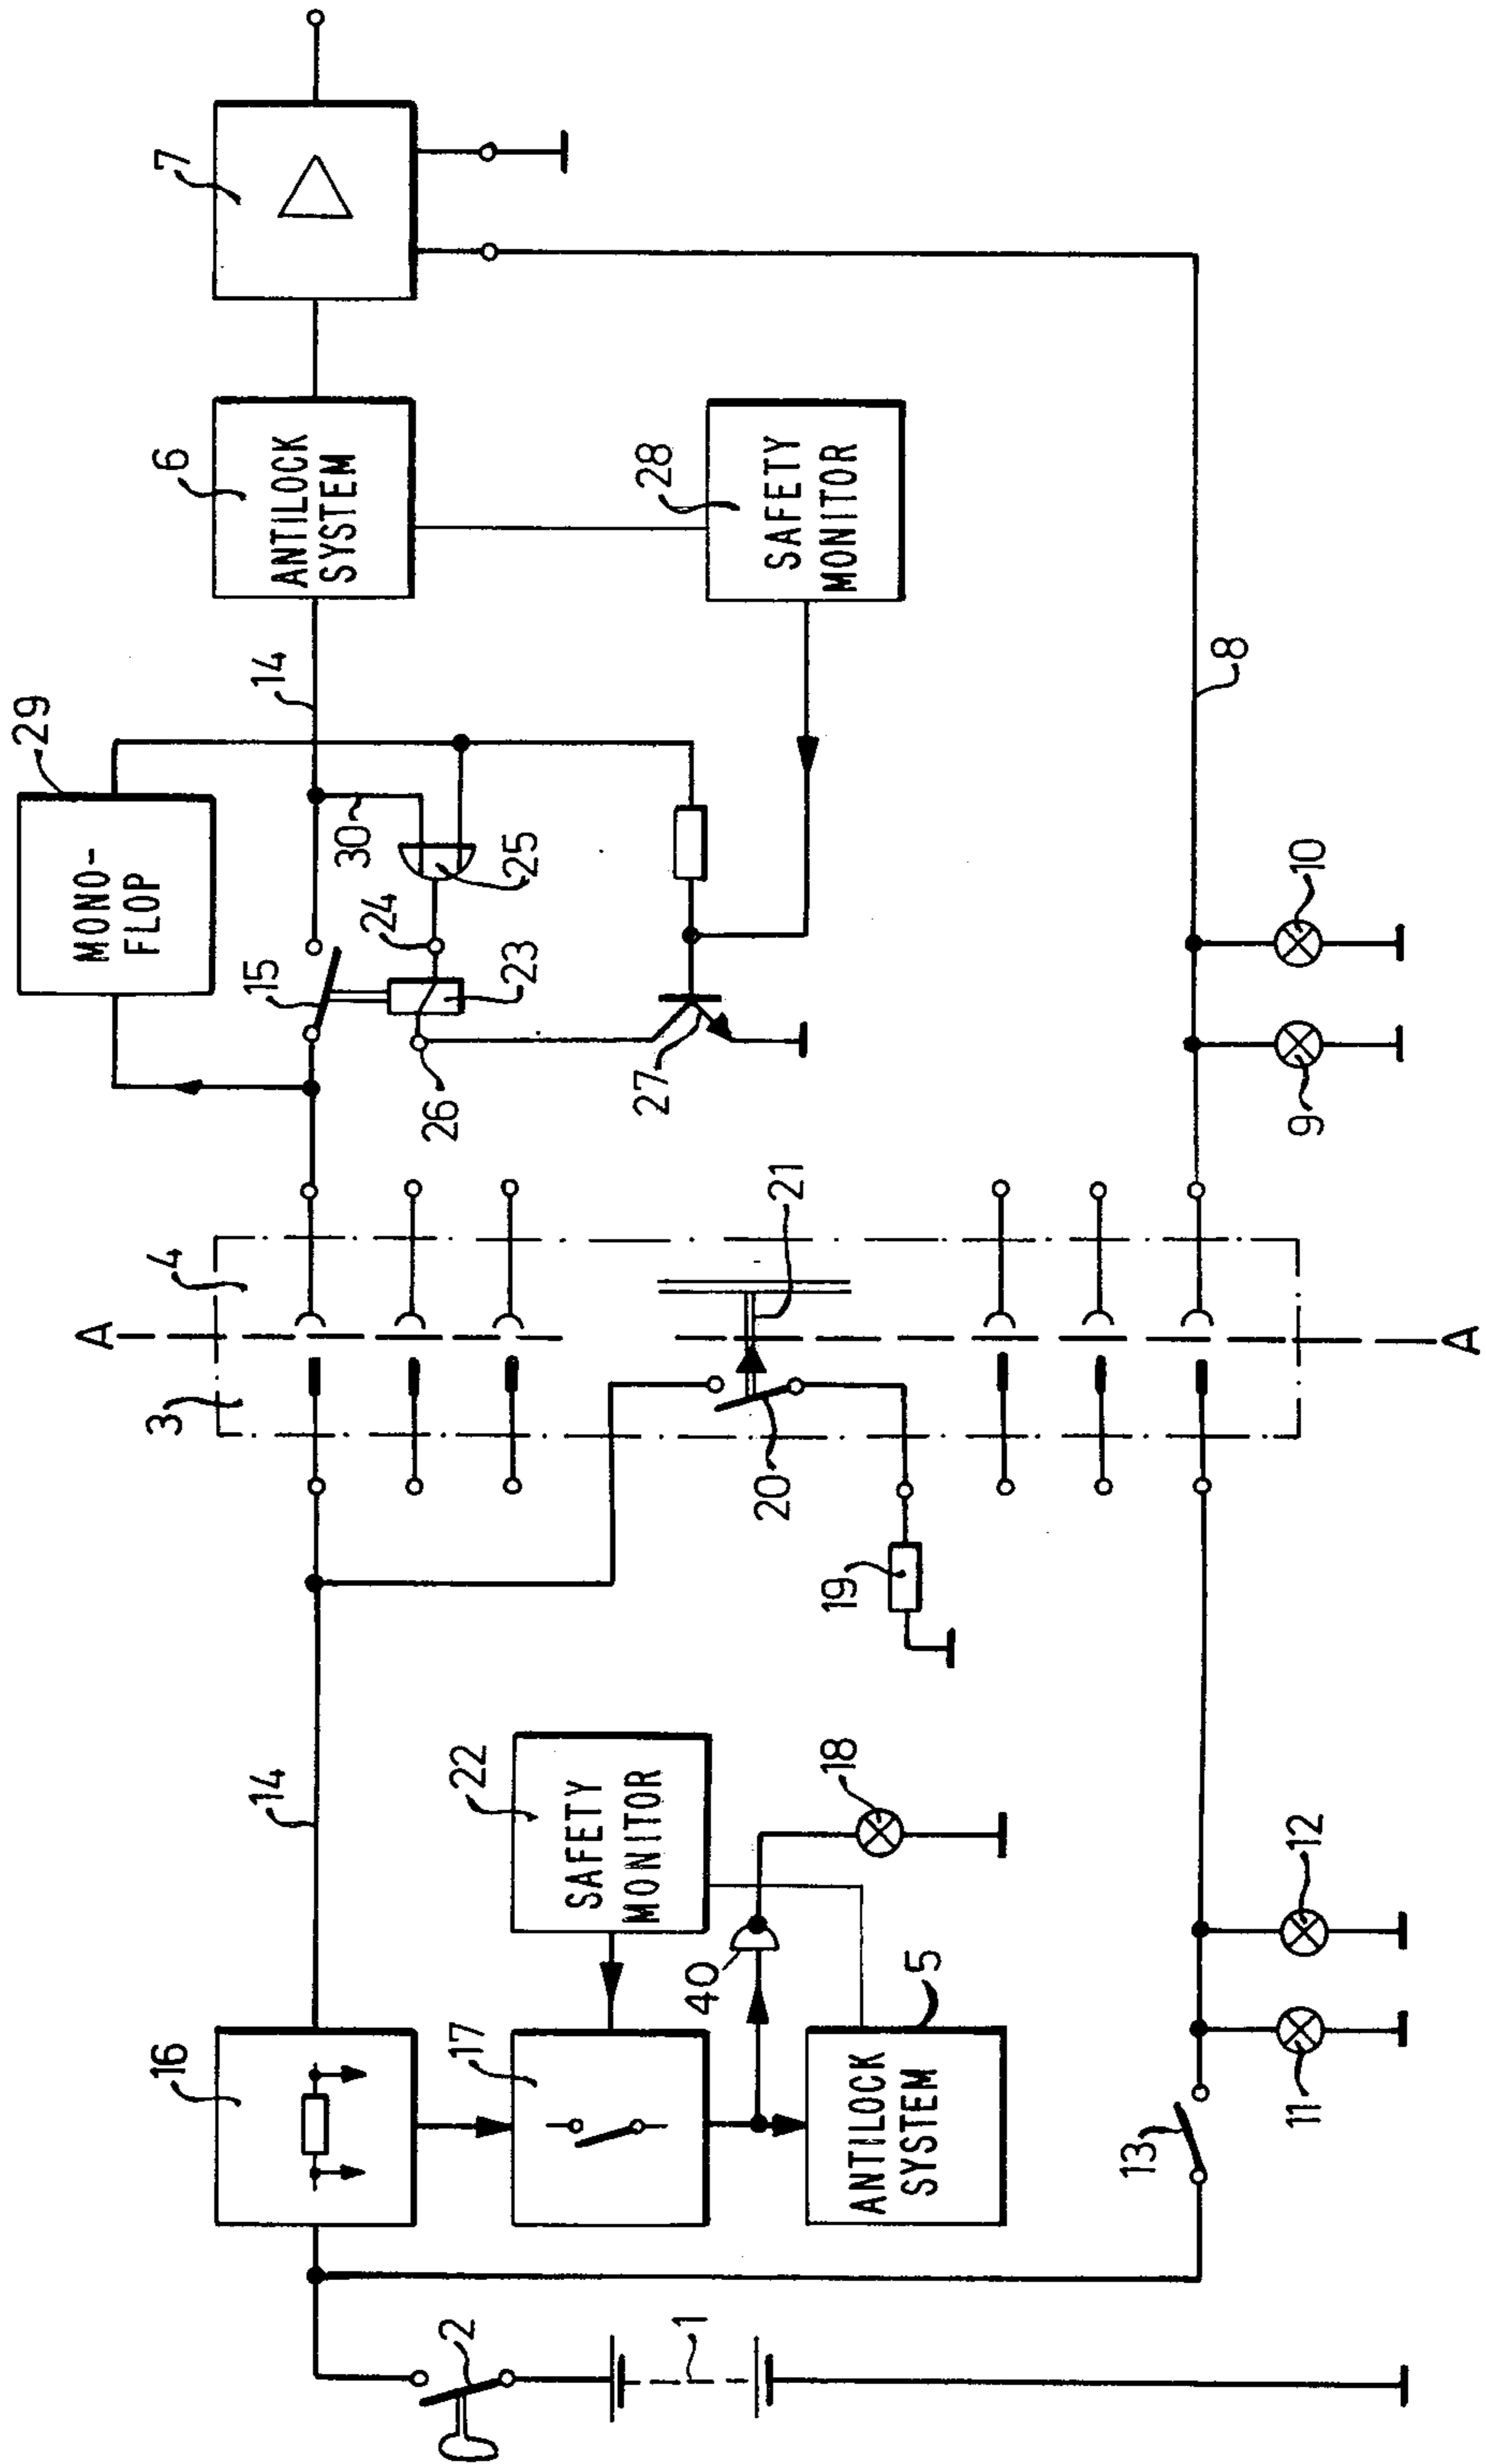 29
MONO-
FLOP
A
16
3
4
6
7
14
15
14
ANTILOCK
SYSTEM
30
24
2
17
22
26
23
25
SAFETY
MONITOR
27
28
1
40
20
21
SAFETY
MONITOR
18
19
ANTILOCK
SYSTEM
5
13
8
11
12
9
10
A